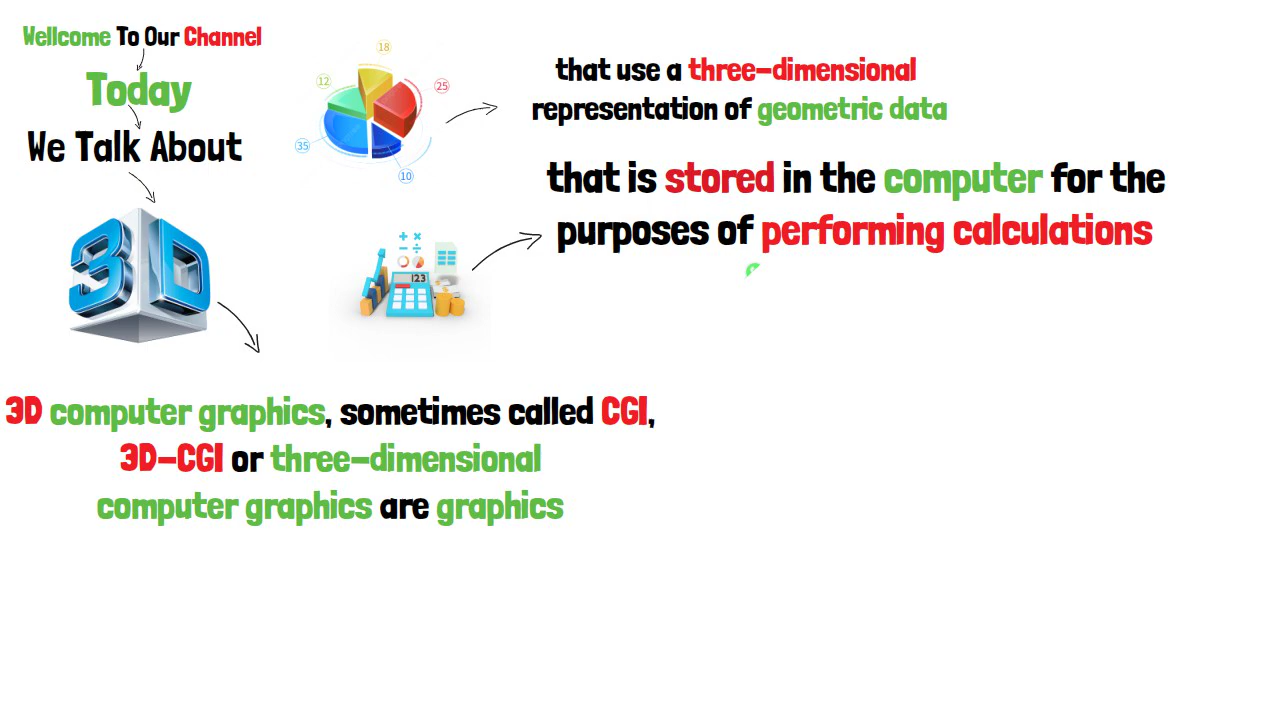 Wellcome To Our Channel
Today
We Talk About
3D
3D computer graphics, sometimes called CGI,
3D-CGI or three-dimensional
computer graphics are graphics
18
12
25
35
10
that use a three-dimensional
representation of geometric data
123
that is stored in the computer for the
purposes of performing calculations